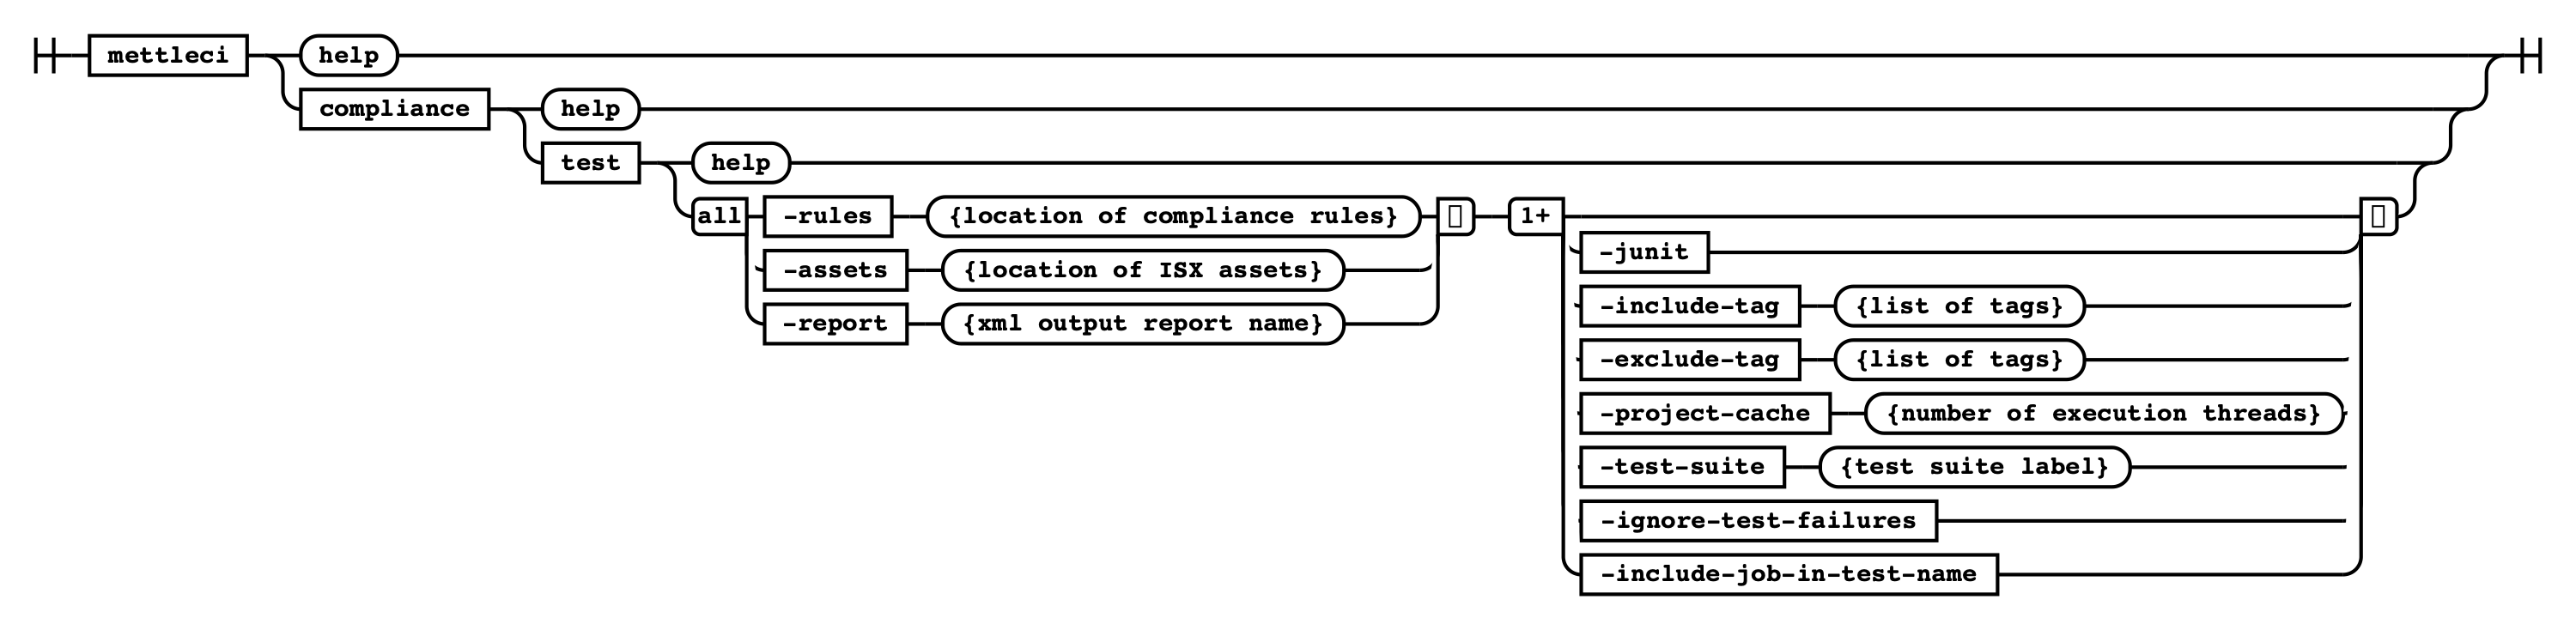 mettleci help
compliance help
test help
all -rules {location of compliance rules} 1+
-junit
-assets {location of ISX assets}
-include-tag {list of tags}
-report {xml output report name}
-exclude-tag {list of tags}
-project-cache {number of execution threads}
-test-suite {test suite label}
-ignore-test-failures
-include-job-in-test-name